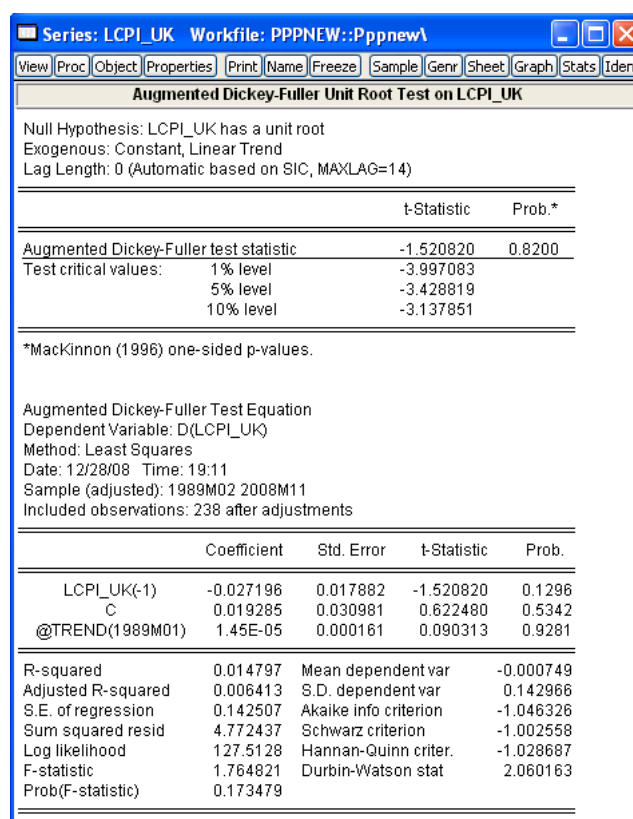 Series: LCPI_UK Workfile: PPPNEW::Pppnew\
View Proc Object Properties Print Name Freeze Sample Genr Sheet Graph Stats Iden
Augmented Dickey-Fuller Unit Root Test on LCPI_UK
Null Hypothesis: LCPI_UK has a unit root
Exogenous: Constant, Linear Trend
Lag Length: 0 (Automatic based on SIC, MAXLAG=14)
t-Statistic Prob.*
Augmented Dickey-Fuller test statistic -1.520820 0.8200
Test critical values: 1% level -3.997083
5% level -3.428819
10% level -3.137851
*MacKinnon (1996) one-sided p-values.
Augmented Dickey-Fuller Test Equation
Dependent Variable: D(LCPI_UK)
Method: Least Squares
Date: 12/28/08 Time: 19:11
Sample (adjusted): 1989M02 2008M11
Included observations: 238 after adjustments
Coefficient Std. Error t-Statistic Prob.
LCPI_UK(-1) -0.027196 0.017882 -1.520820 0.1296
C 0.019285 0.030981 0.622480 0.5342
@TREND(1989M01) 1.45E-05 0.000161 0.090313 0.9281
R-squared 0.014797 Mean dependent var -0.000749
Adjusted R-squared 0.006413 S.D. dependent var 0.142966
S.E. of regression 0.142507 Akaike info criterion -1.046326
Sum squared resid 4.772437 Schwarz criterion -1.002558
Log likelihood 127.5128 Hannan-Quinn criter. -1.028687
F-statistic 1.764821 Durbin-Watson stat 2.060163
Prob(F-statistic) 0.173479